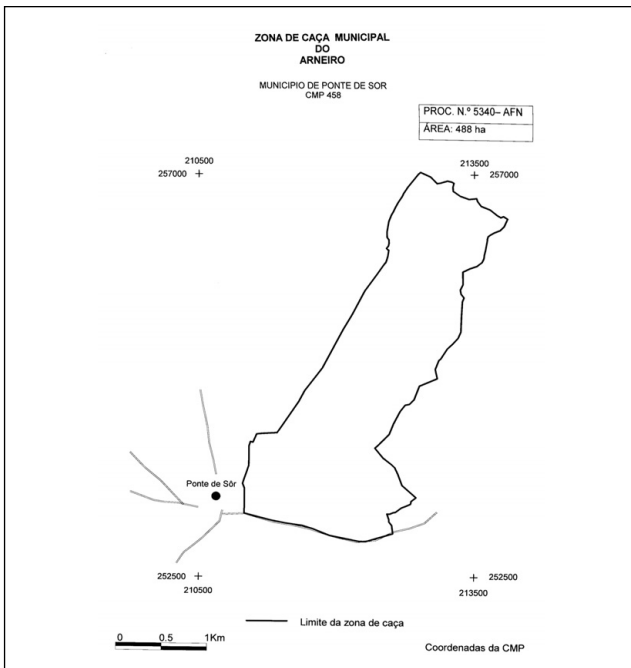 ZONA DE CAÇA MUNICIPAL
DO
ARNEIRO
MUNICIPIO DE PONTE DE SOR
CMP 458
PROC. N.º 5340– AFN
ÁREA: 488 ha
210500
257000
213500
257000
Ponte de Sôr
252500
210500
252500
213500
Limite da zona de caça
0 0.5 1Km
Coordenadas da CMP